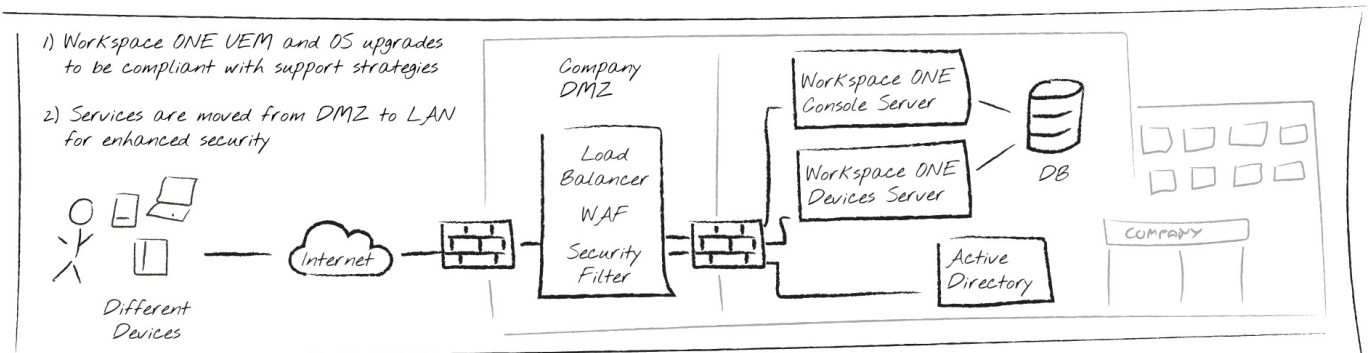 1) Workspace ONE UEM and OS upgrades
to be compliant with support strategies
2) Services are moved from DMZ to LAN
for enhanced security
Different
Devices
Internet
Company
DMZ
Load
Balancer
WAF
Security
Filter
Workspace ONE
Console Server
Workspace ONE
Devices Server
DB
Active
Directory
COMPANY